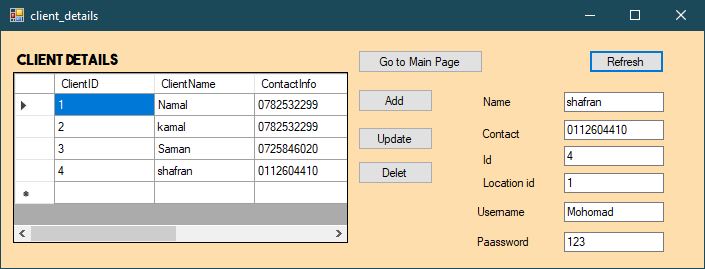 client_details
CLIENT DETAILS
ClientID ClientName ContactInfo
1 Namal 0782532299
2 kamal 0782532299
3 Saman 0725846020
4 shafran 0112604410
Go to Main Page
Refresh
Add
Update
Delet
Name shafran
Contact 0112604410
Id 4
Location id 1
Username Mohomad
Paassword 123